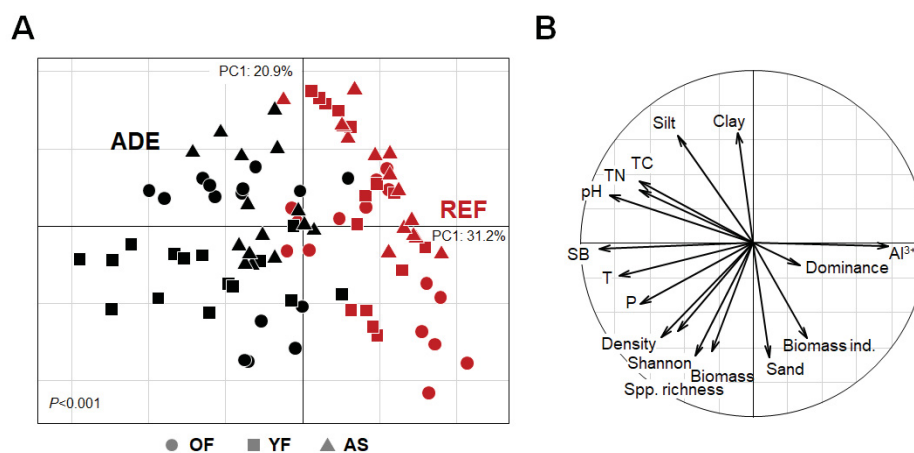 A
PC1: 20.9%
ADE
REF
PC1: 31.2%
P<0.001
OF YF AS
B
Silt Clay
TC
TN
pH
SB
Al3+
Dominance
T
P
Density
Biomass ind.
Shannon
Sand
Biomass
Spp. richness